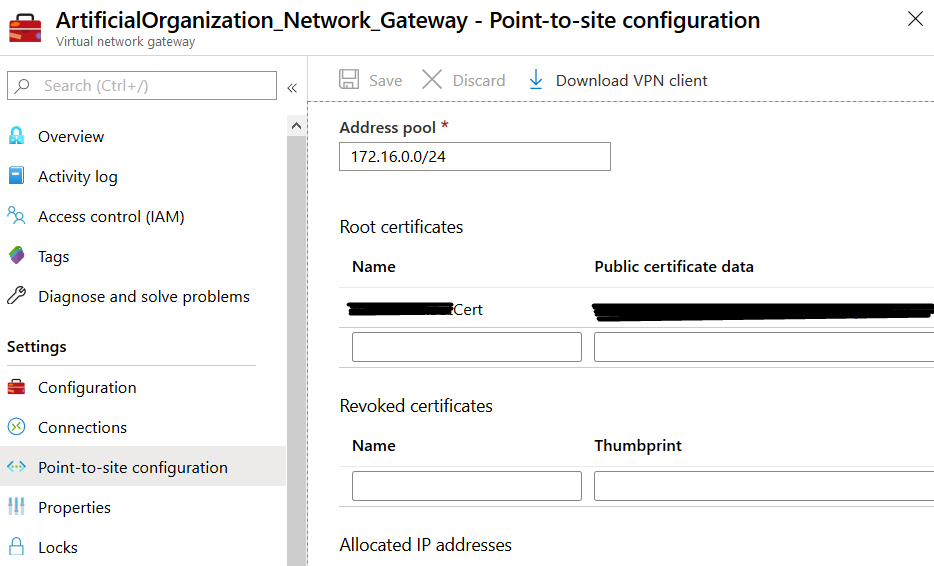 ArtificialOrganization_Network_Gateway - Point-to-site configuration
Virtual network gateway
Search (Ctrl+/)
Overview
Activity log
Access control (IAM)
Tags
Diagnose and solve problems
Settings
Configuration
Connections
Point-to-site configuration
Properties
Locks
Save
Discard
Download VPN client
Address pool *
172.16.0.0/24
Root certificates
Name Public certificate data
Cert
Revoked certificates
Name Thumbprint
Allocated IP addresses